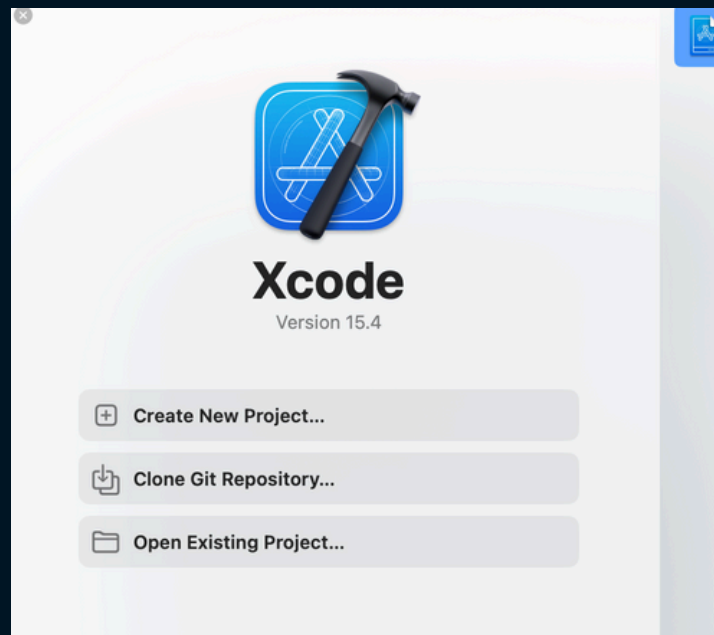 Xcode
Version 15.4
Create New Project...
Clone Git Repository...
Open Existing Project...